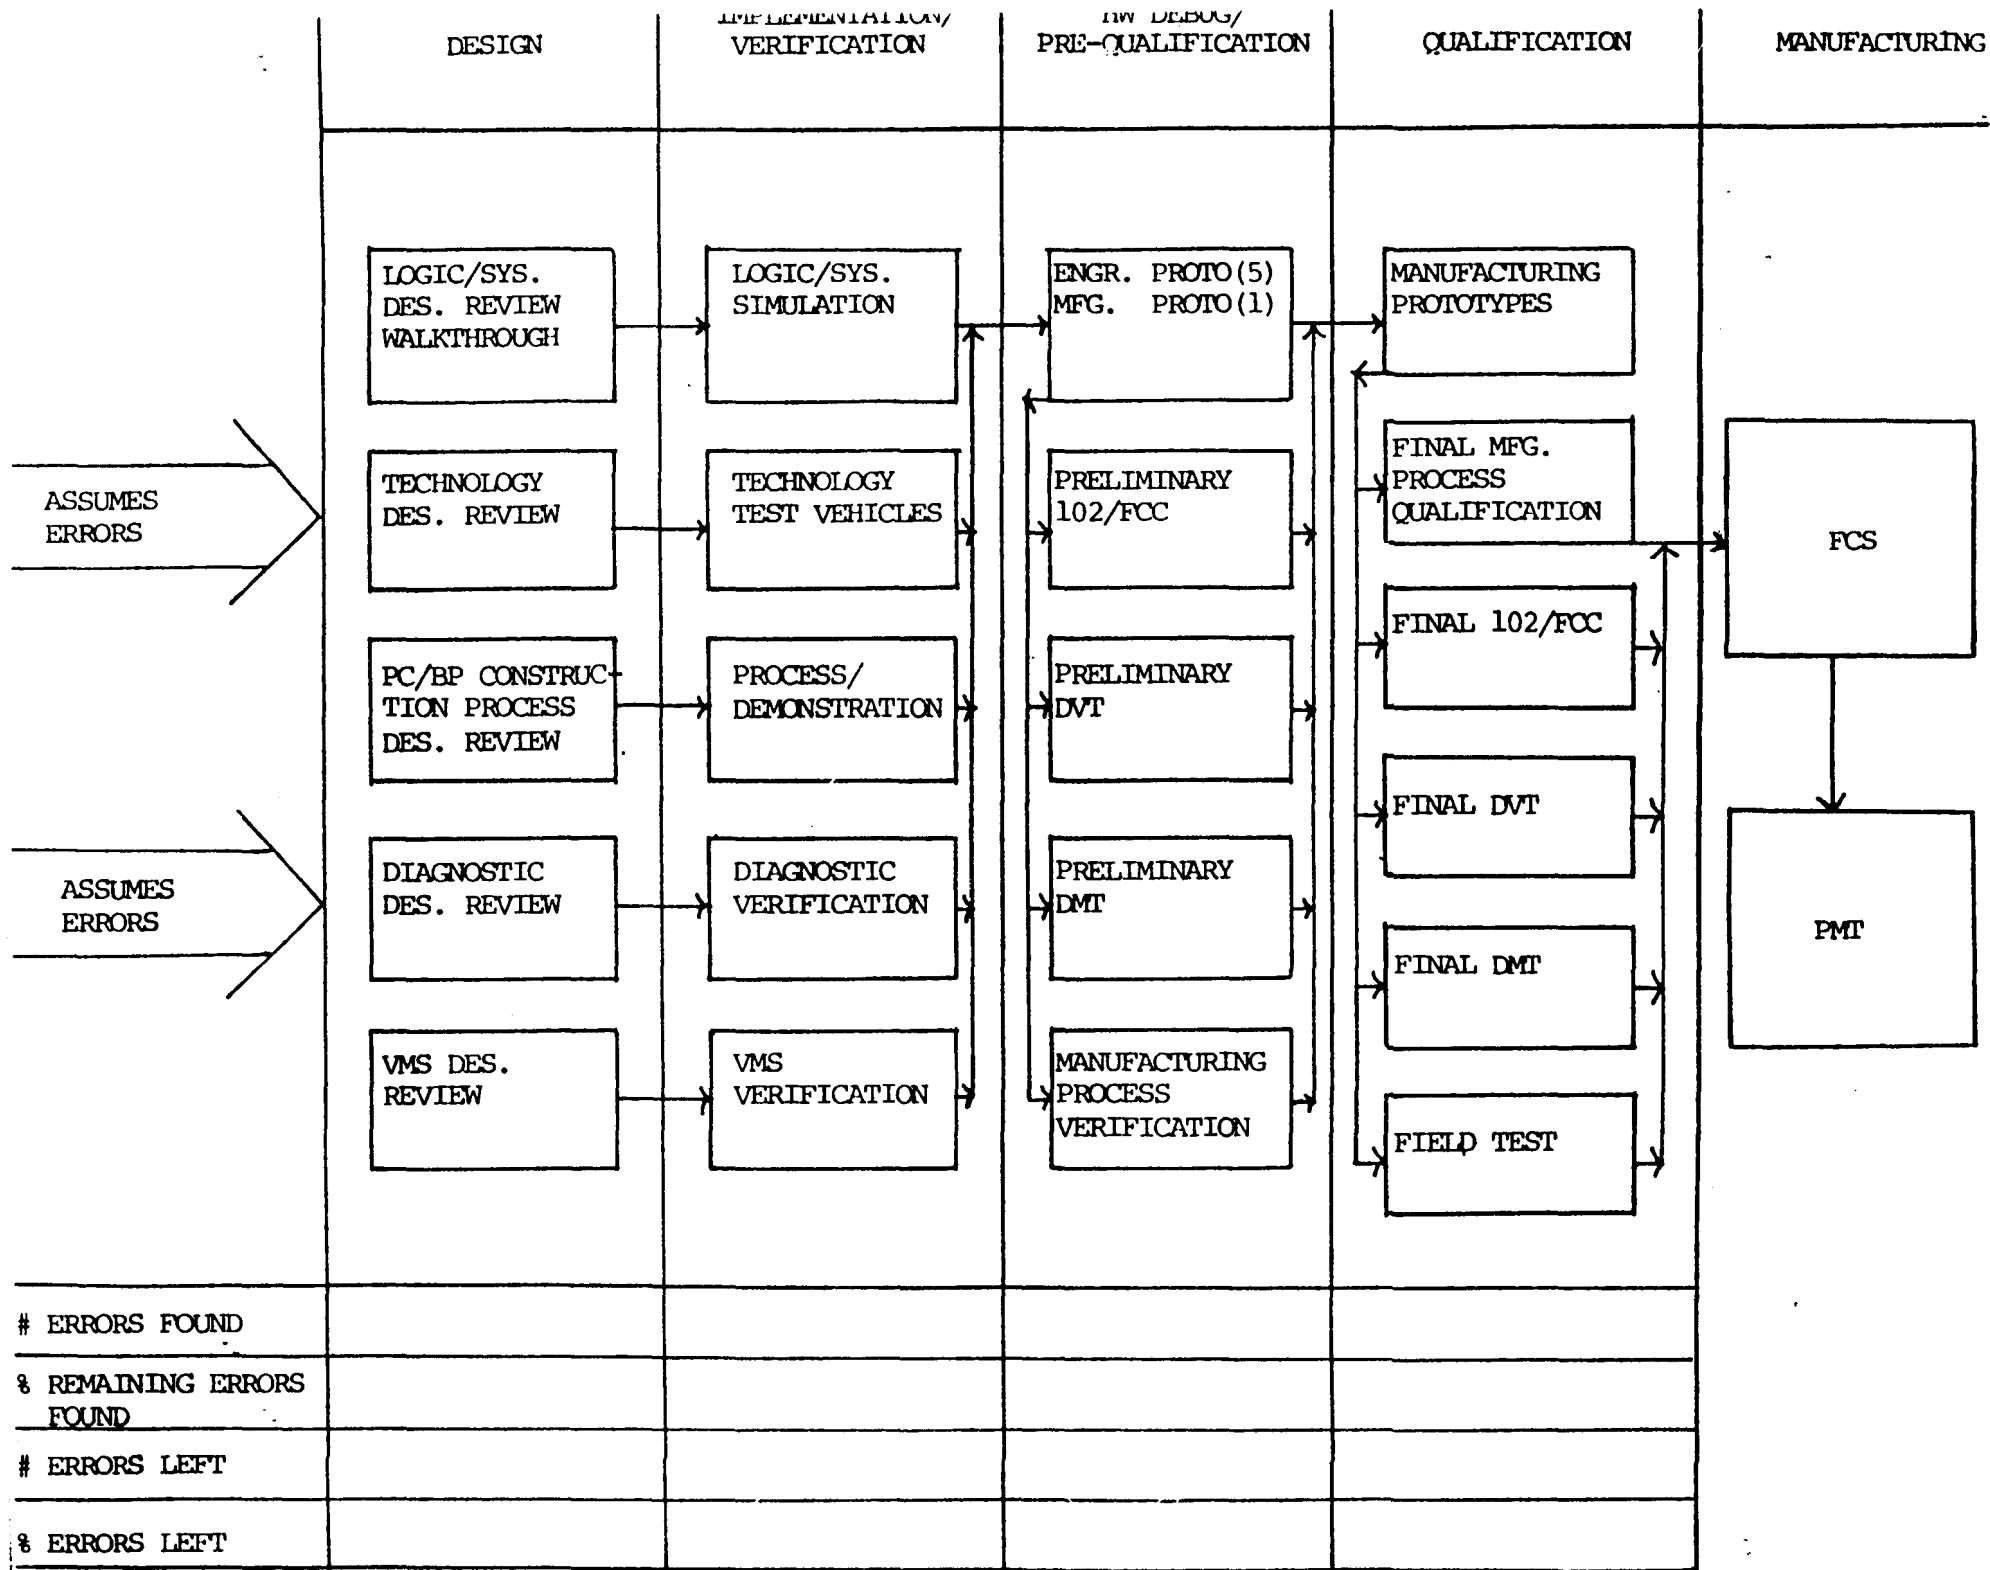 DESIGN
IMPLEMENTATION/
VERIFICATION
HW DEBUG/
PRE-QUALIFICATION
QUALIFICATION
MANUFACTURING
LOGIC/SYS.
DES. REVIEW
WALKTHROUGH
LOGIC/SYS.
SIMULATION
ENGR. PROTO(5)
MFG. PROTO(1)
MANUFACTURING
PROTOTYPES
ASSUMES
ERRORS
TECHNOLOGY
DES. REVIEW
TECHNOLOGY
TEST VEHICLES
PRELIMINARY
102/FCC
FINAL MFG.
PROCESS
QUALIFICATION
FCS
FINAL 102/FCC
PC/BP CONSTRUC-
TION PROCESS
DES. REVIEW
PROCESS/
DEMONSTRATION
PRELIMINARY
DVT
FINAL DVT
ASSUMES
ERRORS
DIAGNOSTIC
DES. REVIEW
DIAGNOSTIC
VERIFICATION
PRELIMINARY
DMT
FINAL DMT
PMT
VMS DES.
REVIEW
VMS
VERIFICATION
MANUFACTURING
PROCESS
VERIFICATION
FIELD TEST
# ERRORS FOUND
% REMAINING ERRORS
FOUND
# ERRORS LEFT
% ERRORS LEFT